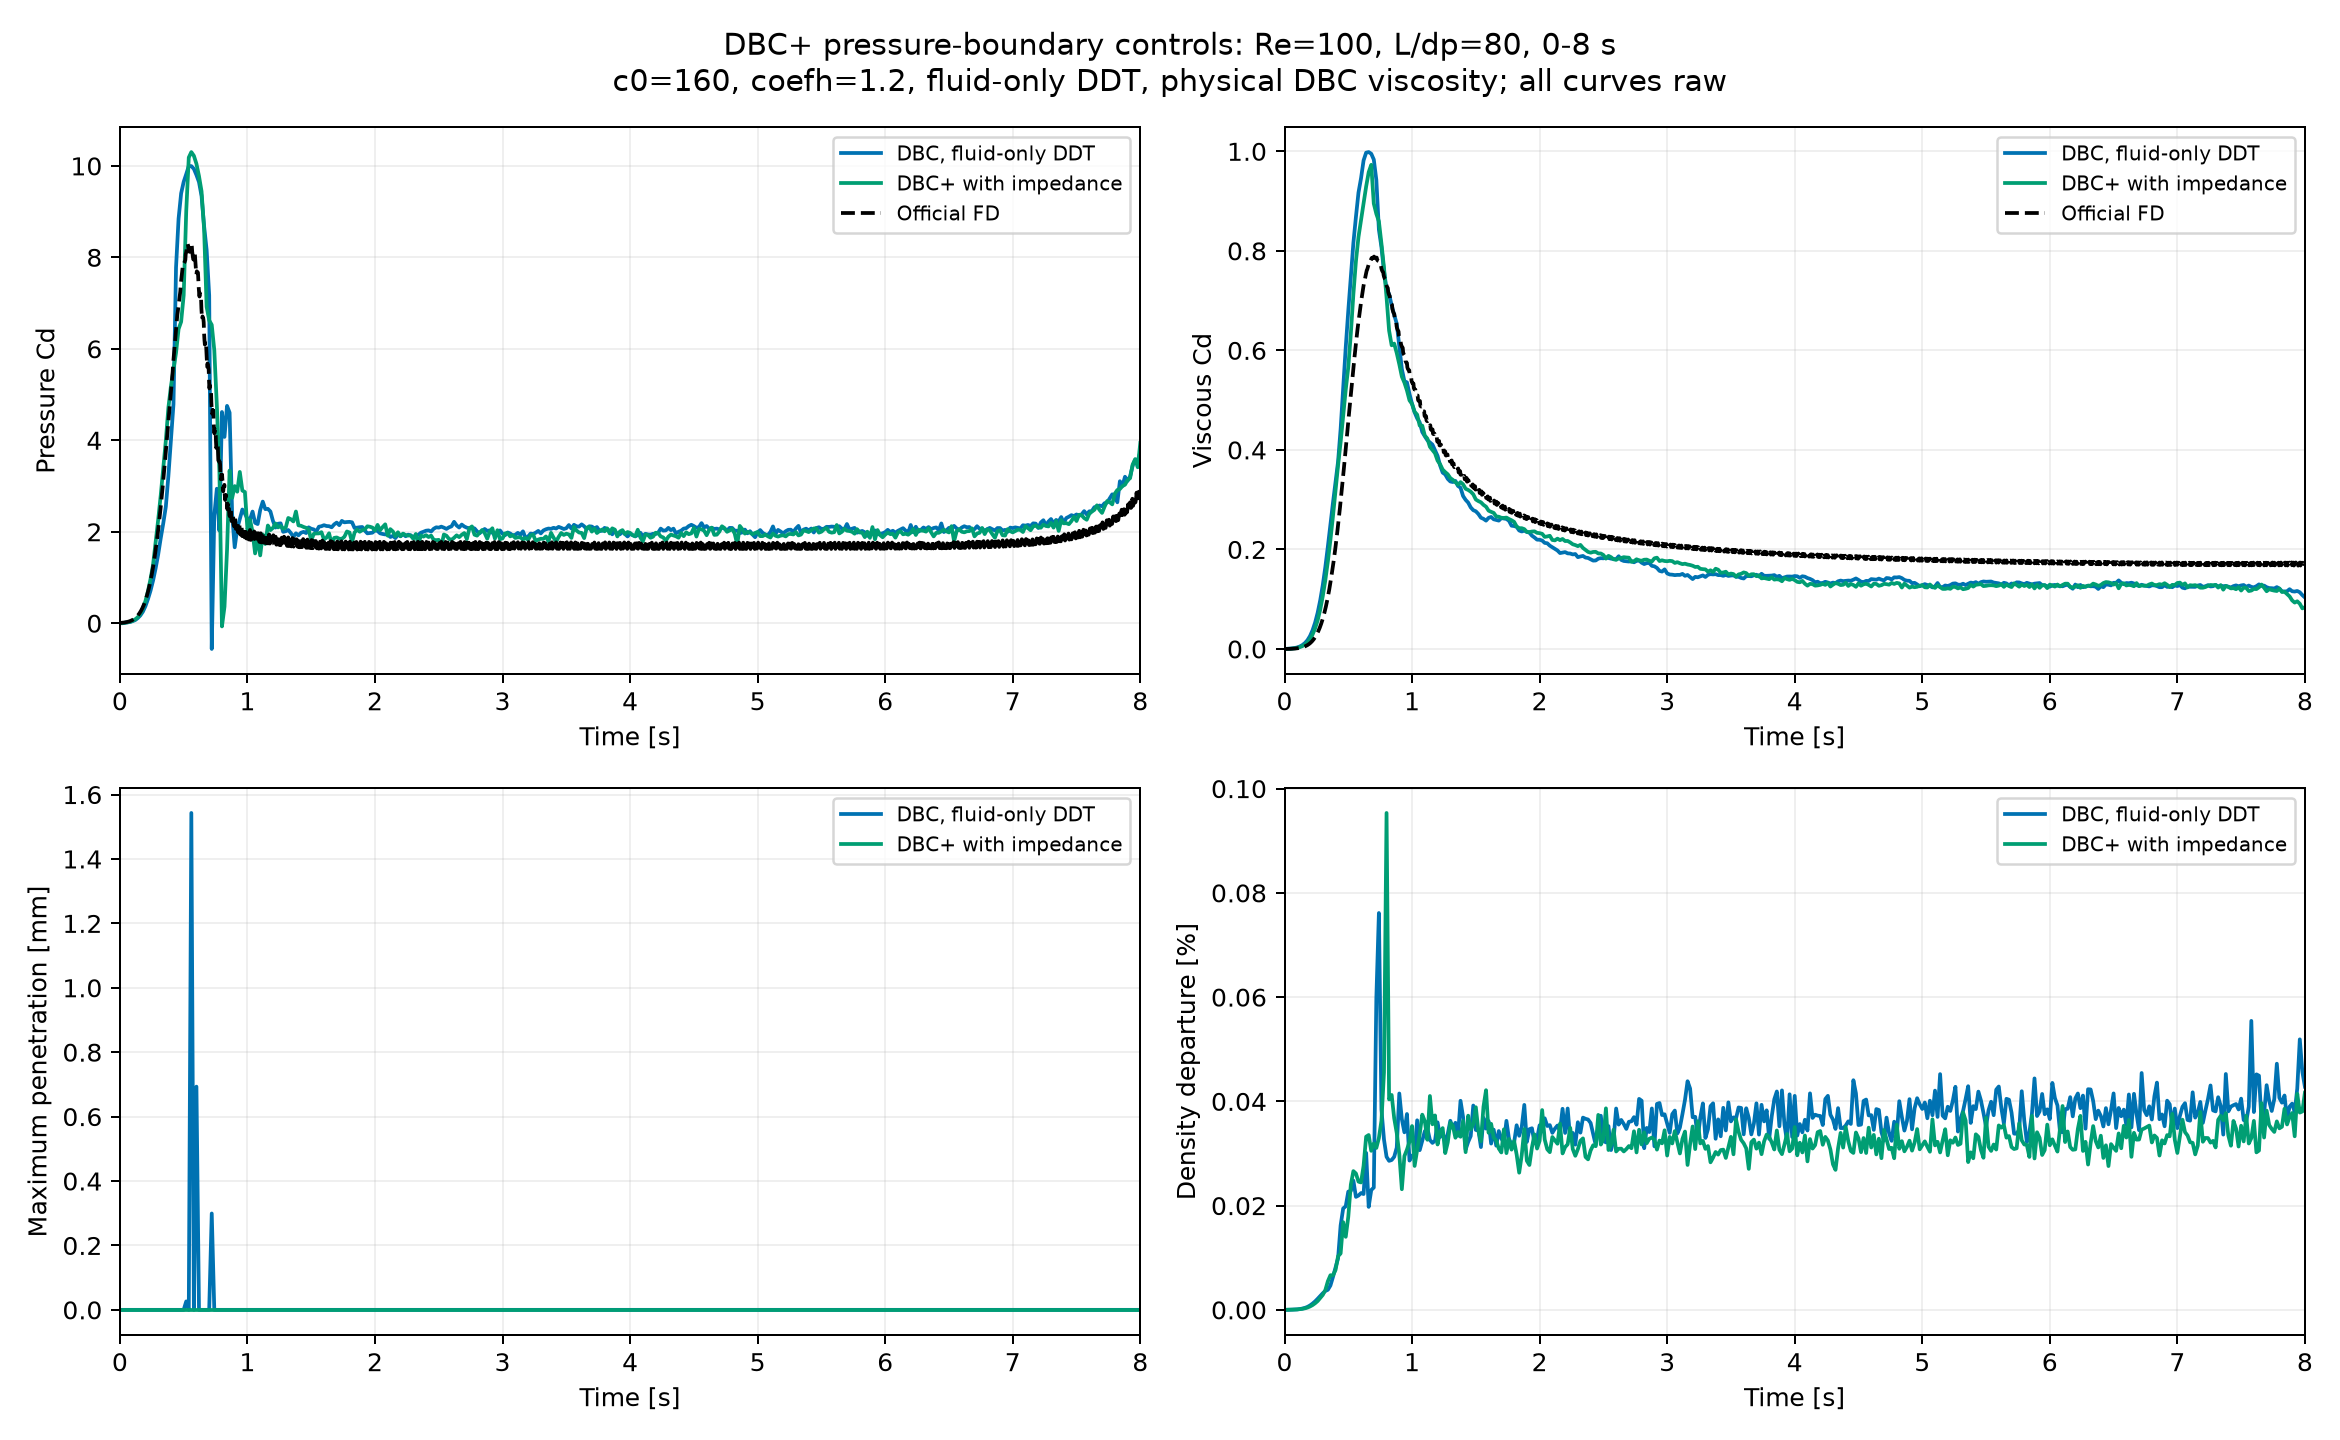 DBC+ pressure-boundary controls: Re=100, L/dp=80, 0-8 s
c0=160, coefh=1.2, fluid-only DDT, physical DBC viscosity; all curves raw
Pressure Cd
10
8
6
4
2
0
DBC, fluid-only DDT
DBC+ with impedance
Official FD
0 1 2 3 4 5 6 7 8
Time [s]
Viscous Cd
1.0
0.8
0.6
0.4
0.2
0.0
DBC, fluid-only DDT
DBC+ with impedance
Official FD
0 1 2 3 4 5 6 7 8
Time [s]
Maximum penetration [mm]
1.6
1.4
1.2
1.0
0.8
0.6
0.4
0.2
0.0
DBC, fluid-only DDT
DBC+ with impedance
0 1 2 3 4 5 6 7 8
Time [s]
Density departure [%]
0.10
0.08
0.06
0.04
0.02
0.00
DBC, fluid-only DDT
DBC+ with impedance
0 1 2 3 4 5 6 7 8
Time [s]